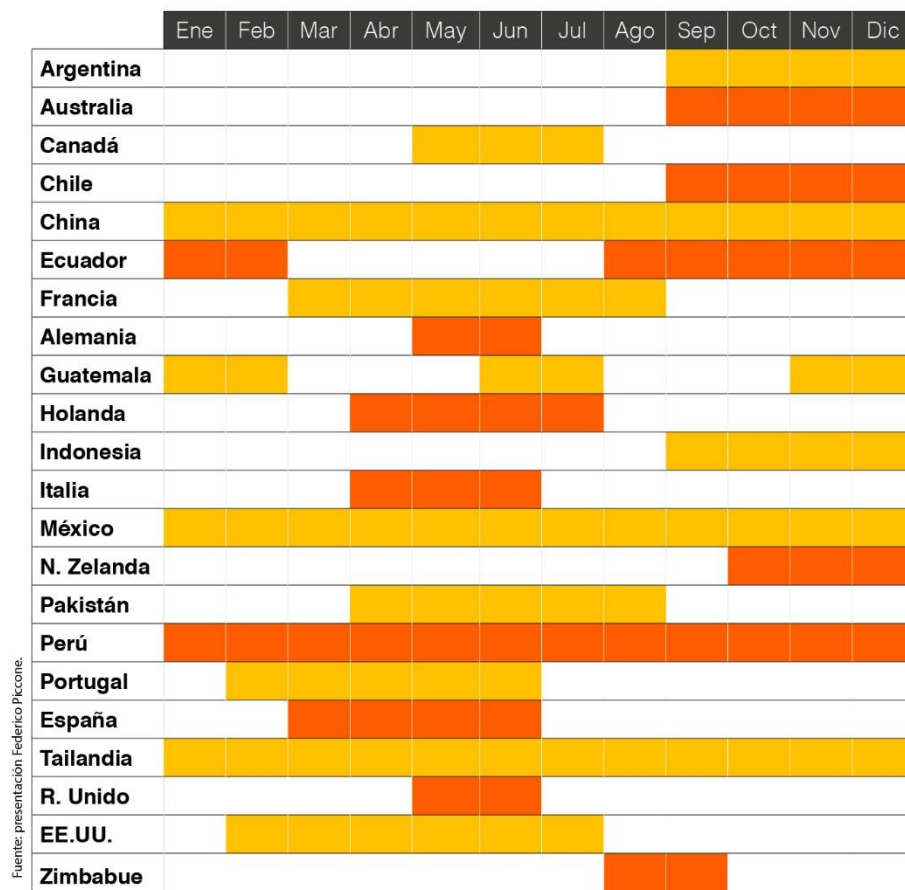 Ene Feb Mar Abr May Jun Jul Ago Sep Oct Nov Dic
Argentina
Australia
Canadá
Chile
China
Ecuador
Francia
Alemania
Guatemala
Holanda
Indonesia
Italia
México
N. Zelanda
Pakistán
Perú
Portugal
España
Tailandia
R. Unido
EE.UU.
Zimbabue
Fuente: presentación Federico Piccone.